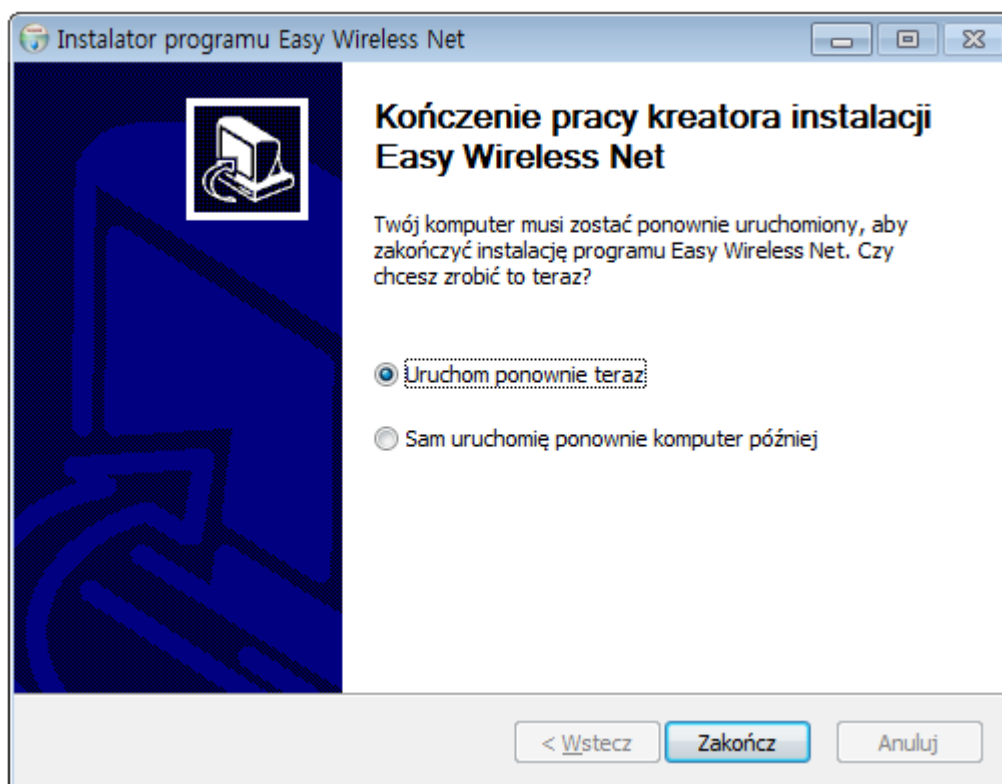 Instalator programu Easy Wireless Net
Kończenie pracy kreatora instalacji
Easy Wireless Net
Twój komputer musi zostać ponownie uruchomiony, aby
zakończyć instalację programu Easy Wireless Net. Czy
chcesz zrobić to teraz?
Uruchom ponownie teraz
Sam uruchomię ponownie komputer później
< Wstecz
Zakończ
Anuluj